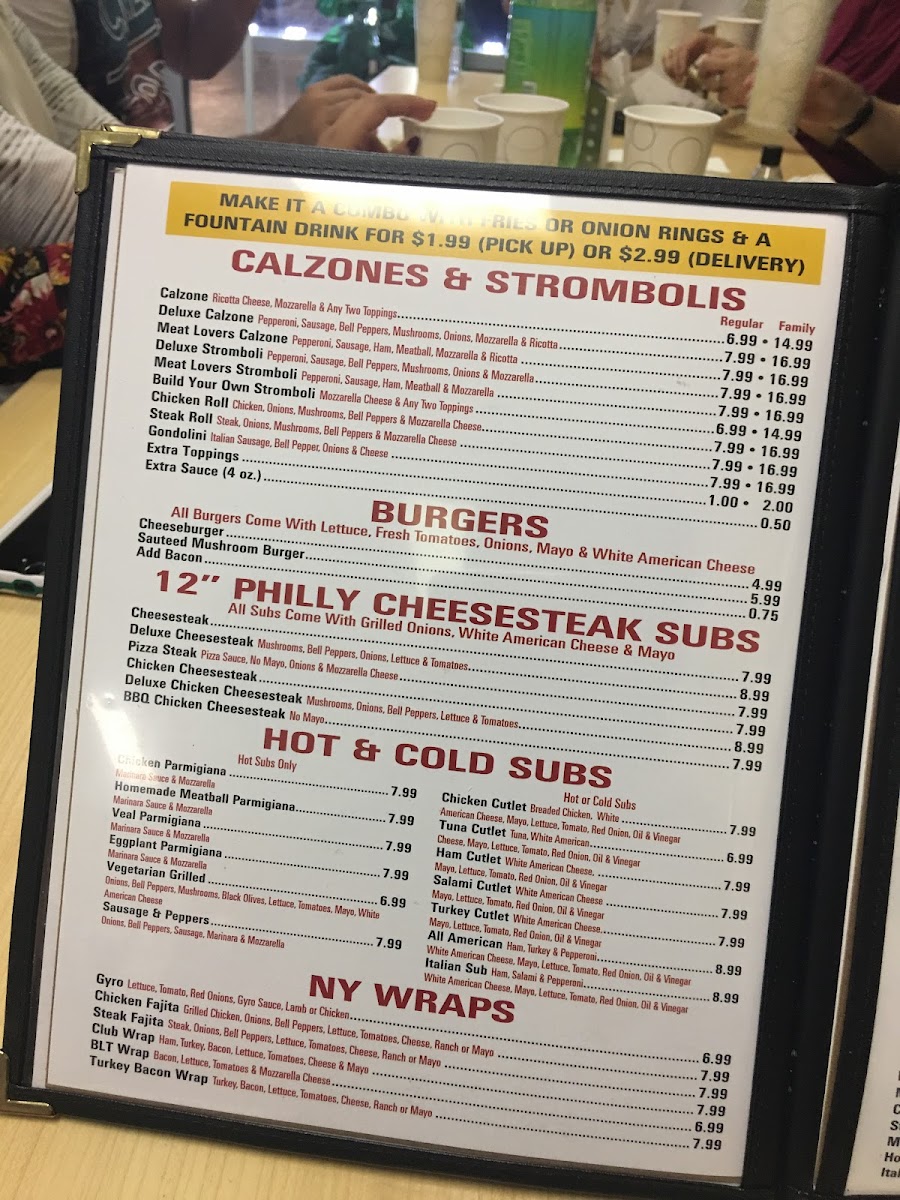 MAKE IT A COMBO WITH FRIES OR ONION RINGS & A
FOUNTAIN DRINK FOR $1.99 (PICK UP) OR $2.99 (DELIVERY)
CALZONES & STROMBOLIS
Regular Family
Calzone Ricotta Cheese, Mozzarella & Any Two Toppings 6.99 • 14.99
Deluxe Calzone Pepperoni, Sausage, Bell Peppers, Mushrooms, Onions, Mozzarella & Ricotta 7.99 • 16.99
Meat Lovers Calzone Pepperoni, Sausage, Ham, Meatball, Mozzarella & Ricotta 7.99 • 16.99
Deluxe Stromboli Pepperoni, Sausage, Bell Peppers, Mushrooms, Onions & Mozzarella 7.99 • 16.99
Meat Lovers Stromboli Pepperoni, Sausage, Ham, Meatball & Mozzarella 7.99 • 16.99
Build Your Own Stromboli Mozzarella Cheese & Any Two Toppings 6.99 • 14.99
Chicken Roll Chicken, Onions, Mushrooms, Bell Peppers & Mozzarella Cheese 7.99 • 16.99
Steak Roll Steak, Onions, Mushrooms, Bell Peppers & Mozzarella Cheese 7.99 • 16.99
Gondolini Italian Sausage, Bell Pepper, Onions & Cheese 7.99 • 16.99
Extra Toppings 1.00 • 2.00
Extra Sauce (4 oz.) 0.50
BURGERS
All Burgers Come With Lettuce, Fresh Tomatoes, Onions, Mayo & White American Cheese
Cheeseburger 4.99
Sauteed Mushroom Burger 5.99
Add Bacon 0.75
12” PHILLY CHEESESTEAK SUBS
All Subs Come With Grilled Onions, White American Cheese & Mayo
Cheesesteak 7.99
Deluxe Cheesesteak Mushrooms, Bell Peppers, Onions, Lettuce & Tomatoes 8.99
Pizza Steak Pizza Sauce, No Mayo, Onions & Mozzarella Cheese 7.99
Chicken Cheesesteak 7.99
Deluxe Chicken Cheesesteak Mushrooms, Onions, Bell Peppers, Lettuce & Tomatoes 8.99
BBQ Chicken Cheesesteak No Mayo 7.99
HOT & COLD SUBS
Hot Subs Only
Chicken Parmigiana 7.99
Marinara Sauce & Mozzarella
Homemade Meatball Parmigiana 7.99
Marinara Sauce & Mozzarella
Veal Parmigiana 7.99
Marinara Sauce & Mozzarella
Eggplant Parmigiana 7.99
Marinara Sauce & Mozzarella
Vegetarian Grilled 6.99
Onions, Bell Peppers, Mushrooms, Black Olives, Lettuce, Tomatoes, Mayo, White
American Cheese
Sausage & Peppers 7.99
Onions, Bell Peppers, Sausage, Marinara & Mozzarella
Hot or Cold Subs
Chicken Cutlet Breaded Chicken, White 7.99
American Cheese, Mayo, Lettuce, Tomato, Red Onion, Oil & Vinegar
Tuna Cutlet Tuna, White American 6.99
Cheese, Mayo, Lettuce, Tomato, Red Onion, Oil & Vinegar
Ham Cutlet White American Cheese, 7.99
Mayo, Lettuce, Tomato, Red Onion, Oil & Vinegar
Salami Cutlet White American Cheese 7.99
Mayo, Lettuce, Tomato, Red Onion, Oil & Vinegar
Turkey Cutlet White American Cheese 7.99
Mayo, Lettuce, Tomato, Red Onion, Oil & Vinegar
All American Ham, Turkey & Pepperoni 8.99
White American Cheese, Mayo, Lettuce, Tomato, Red Onion, Oil & Vinegar
Italian Sub Ham, Salami & Pepperoni 8.99
White American Cheese, Mayo, Lettuce, Tomato, Red Onion, Oil & Vinegar
NY WRAPS
Gyro Lettuce, Tomato, Red Onions, Gyro Sauce, Lamb or Chicken 6.99
Chicken Fajita Grilled Chicken, Onions, Bell Peppers, Lettuce, Tomatoes, Cheese, Ranch or Mayo 7.99
Steak Fajita Steak, Onions, Bell Peppers, Lettuce, Tomatoes, Cheese, Ranch or Mayo 7.99
Club Wrap Ham, Turkey, Bacon, Lettuce, Tomatoes, Cheese & Mayo 7.99
BLT Wrap Bacon, Lettuce, Tomatoes & Mozzarella Cheese 6.99
Turkey Bacon Wrap Turkey, Bacon, Lettuce, Tomatoes, Cheese, Ranch or Mayo 7.99